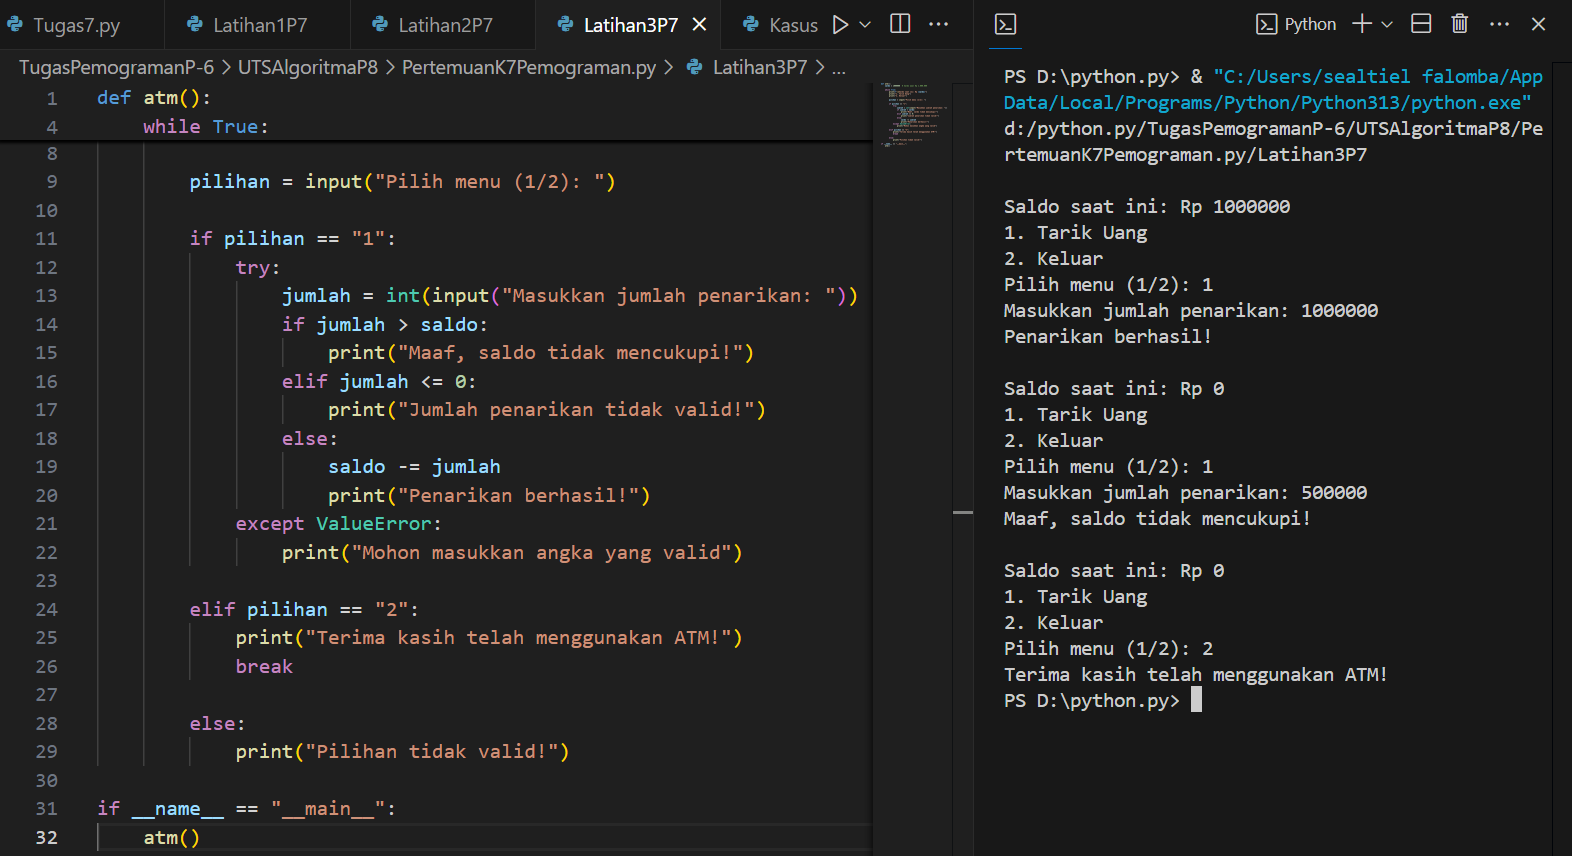 Tugas7.py Latihan1P7 Latihan2P7 Latihan3P7 Kasus
TugasPemogramanP-6 > UTSAlgoritmaP8 > PertemuanK7Pemograman.py > Latihan3P7 > ...
1 def atm():
4 while True:
8
9 pilihan = input("Pilih menu (1/2): ")
10
11 if pilihan == "1":
12 try:
13 jumlah = int(input("Masukkan jumlah penarikan: "))
14 if jumlah > saldo:
15 print("Maaf, saldo tidak mencukupi!")
16 elif jumlah <= 0:
17 print("Jumlah penarikan tidak valid!")
18 else:
19 saldo -= jumlah
20 print("Penarikan berhasil!")
21 except ValueError:
22 print("Mohon masukkan angka yang valid")
23
24 elif pilihan == "2":
25 print("Terima kasih telah menggunakan ATM!")
26 break
27
28 else:
29 print("Pilihan tidak valid!")
30
31 if __name__ == "__main__":
32 atm()
Python
PS D:\python.py> & "C:/Users/sealtiel falomba/App
Data/Local/Programs/Python/Python313/python.exe"
d:/python.py/TugasPemogramanP-6/UTSAlgoritmaP8/Pe
rtemuanK7Pemograman.py/Latihan3P7
Saldo saat ini: Rp 1000000
1. Tarik Uang
2. Keluar
Pilih menu (1/2): 1
Masukkan jumlah penarikan: 1000000
Penarikan berhasil!
Saldo saat ini: Rp 0
1. Tarik Uang
2. Keluar
Pilih menu (1/2): 1
Masukkan jumlah penarikan: 500000
Maaf, saldo tidak mencukupi!
Saldo saat ini: Rp 0
1. Tarik Uang
2. Keluar
Pilih menu (1/2): 2
Terima kasih telah menggunakan ATM!
PS D:\python.py>